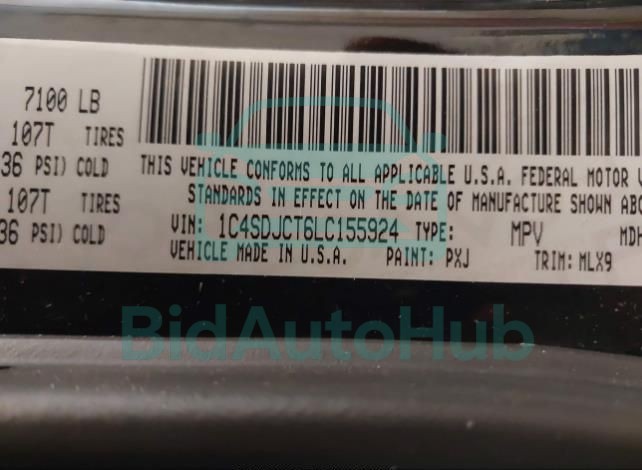 7100 LB
107T TIRES
36 PSI) COLD
107T TIRES
36 PSI) COLD
THIS VEHICLE CONFORMS TO ALL APPLICABLE U.S.A. FEDERAL MOTOR V
STANDARDS IN EFFECT ON THE DATE OF MANUFACTURE SHOWN ABO
VIN: 1C4SDJCT6LC155924 TYPE: MPV MDH
VEHICLE MADE IN U.S.A. PAINT: PXJ TRIM: MLX9
BidAutoHub